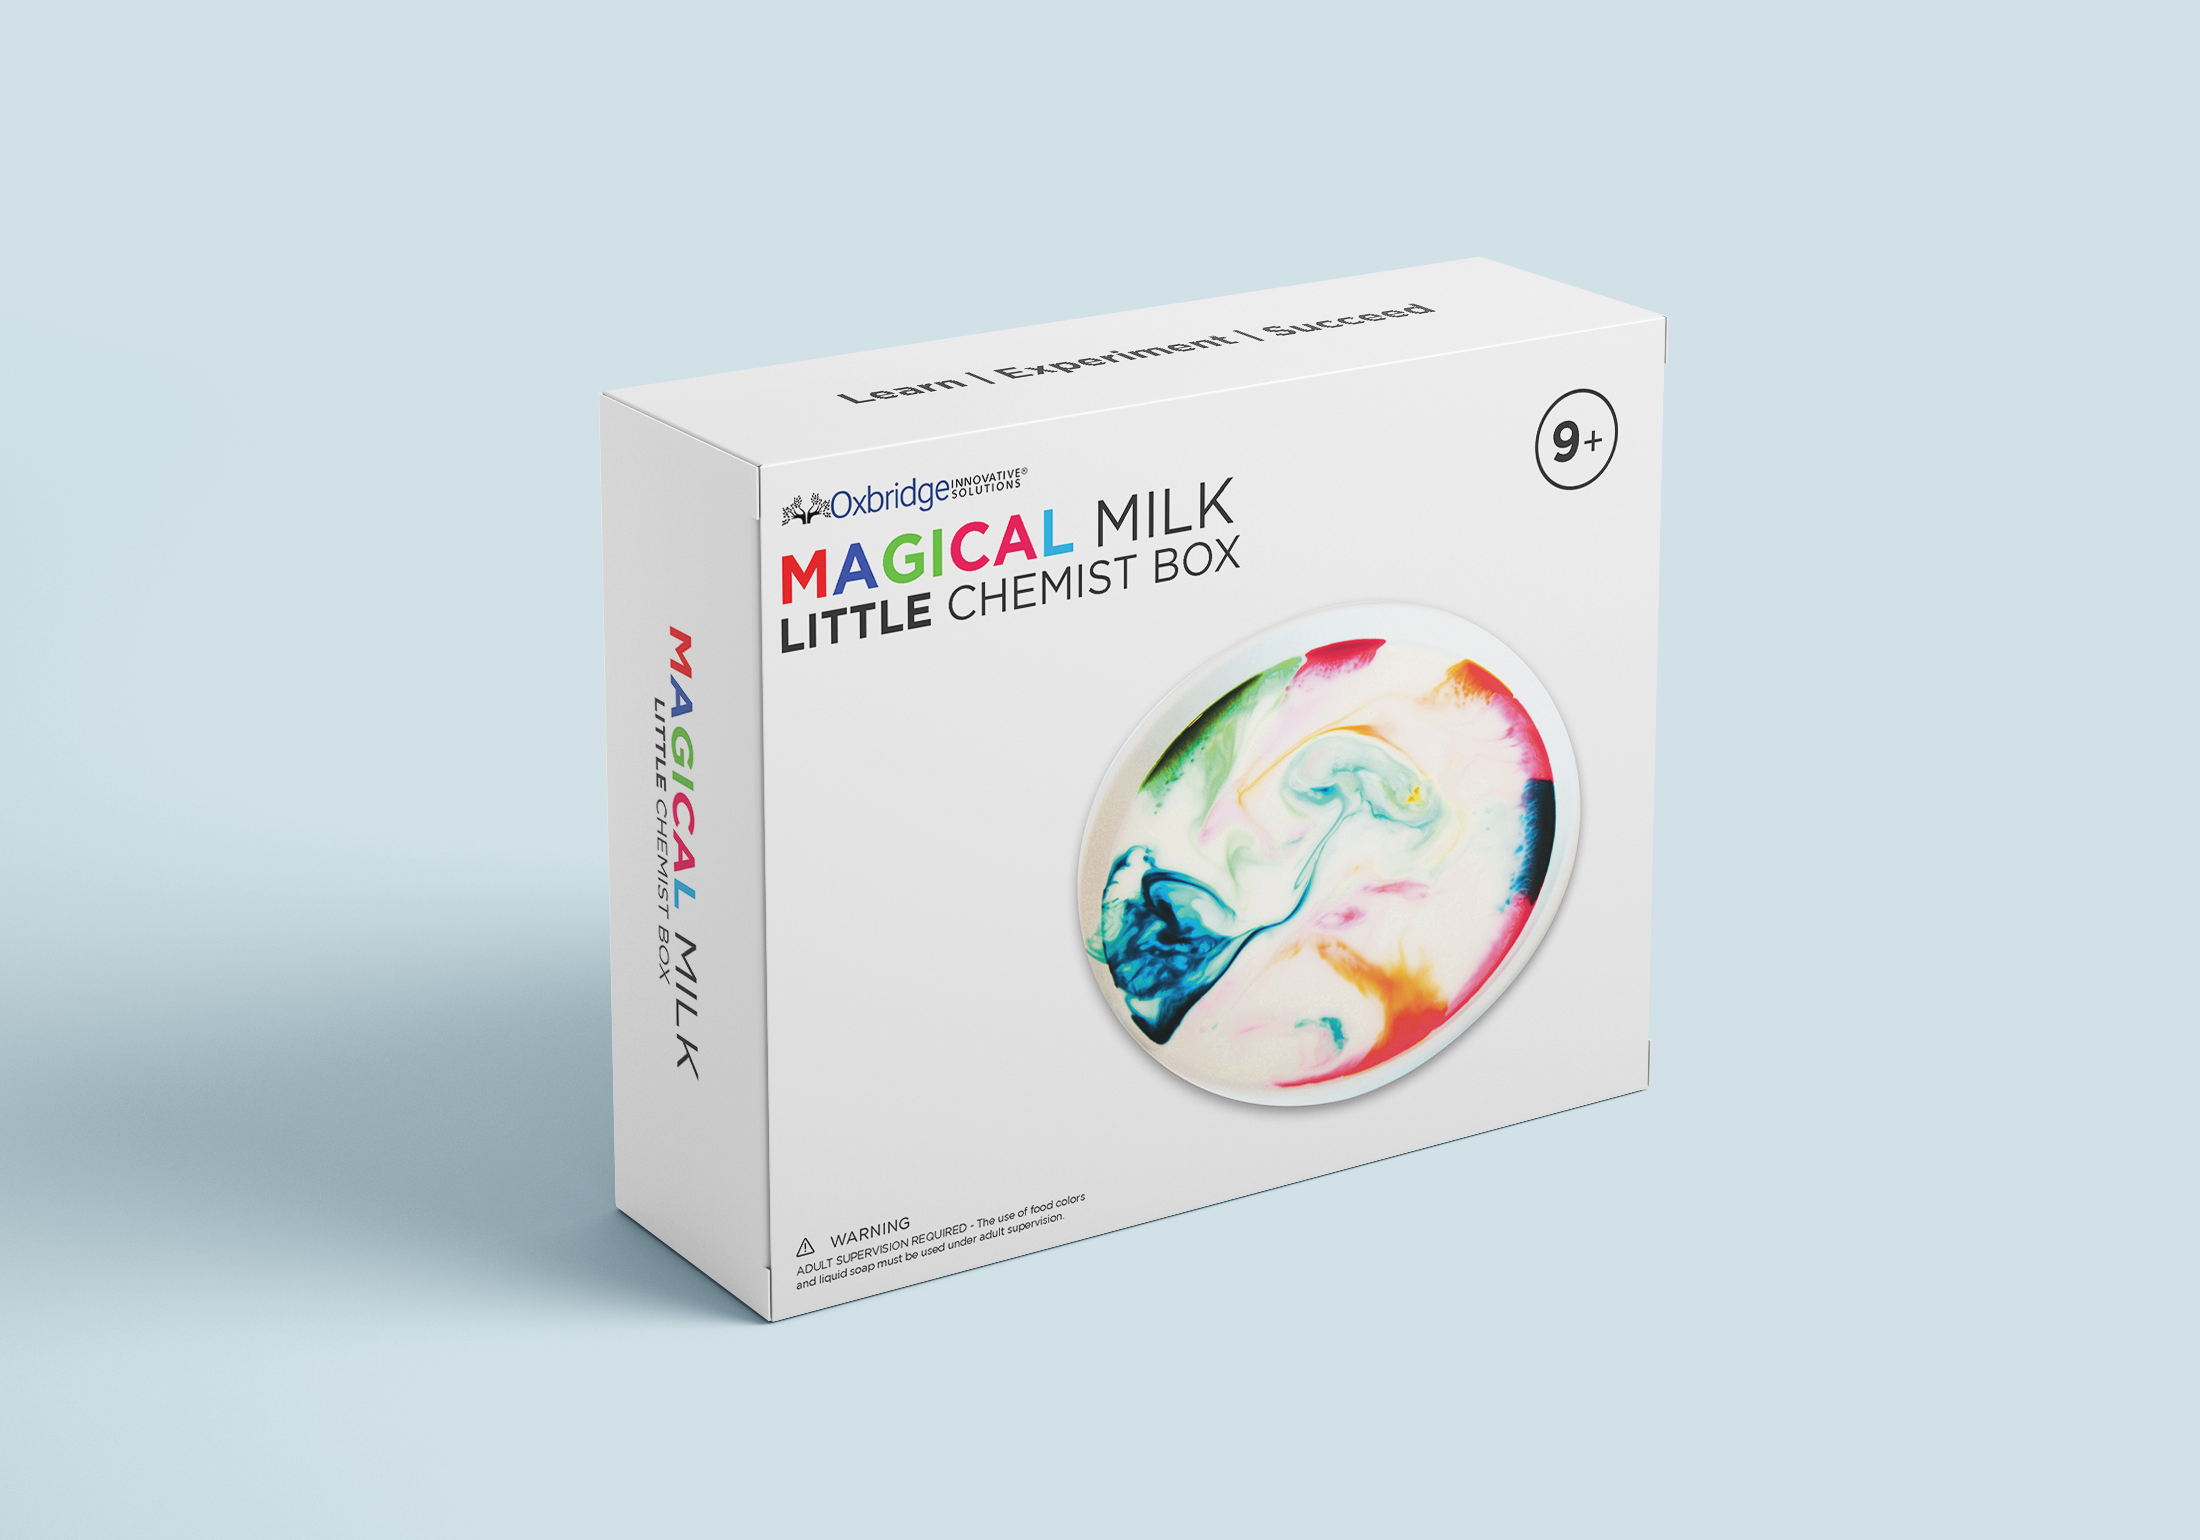 Learn | Experiment | Succeed
9+
Oxbridge INNOVATIVE®
SOLUTIONS
MAGICAL MILK
LITTLE CHEMIST BOX
MAGICAL MILK
LITTLE CHEMIST BOX
WARNING
ADULT SUPERVISION REQUIRED - The use of food colors
and liquid soap must be used under adult supervision.